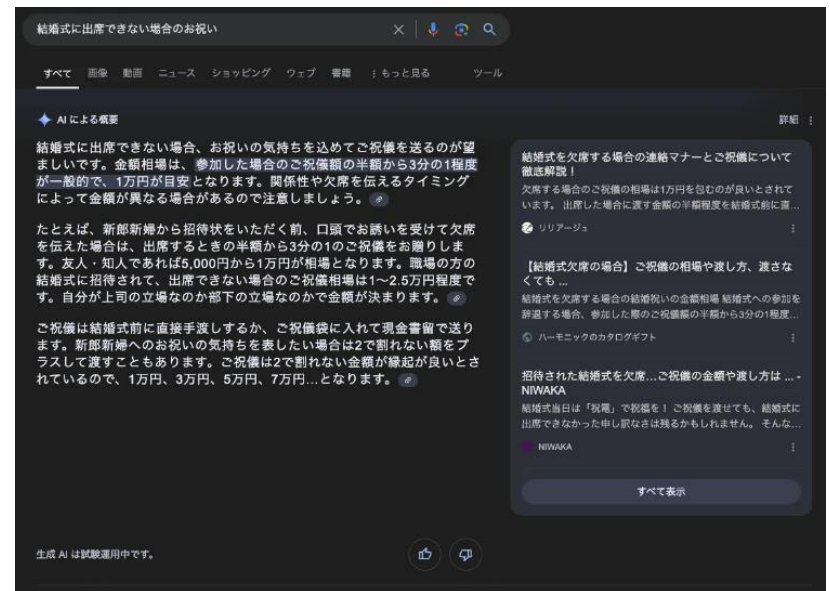 結婚式に出席できない場合のお祝い
すべて 画像 動画 ニュース ショッピング ウェブ 書籍 もっと見る ツール
AI による概要
詳細
結婚式に出席できない場合、お祝いの気持ちを込めてご祝儀を送るのが望
ましいです。金額相場は、参加した場合のご祝儀額の半額から3分の1程度
が一般的で、1万円が目安となります。関係性や欠席を伝えるタイミング
によって金額が異なる場合があるので注意しましょう。
たとえば、新郎新婦から招待状をいただく前、口頭でお誘いを受けて欠席
を伝えた場合は、出席するときの半額から3分の1のご祝儀をお贈りしま
す。友人・知人であれば5,000円から1万円が相場となります。職場の方の
結婚式に招待されて、出席できない場合のご祝儀相場は1〜2.5万円程度で
す。自分が上司の立場なのか部下の立場なのかで金額が決まります。
ご祝儀は結婚式前に直接手渡しするか、ご祝儀袋に入れて現金書留で送り
ます。新郎新婦へのお祝いの気持ちを表したい場合は2で割れない額をプ
ラスして渡すこともあります。ご祝儀は2で割れない金額が縁起が良いとさ
れているので、1万円、3万円、5万円、7万円...となります。
結婚式を欠席する場合の連絡マナーとご祝儀について
徹底解説！
欠席する場合のご祝儀の相場は1万円を包むのが良いとされて
います。 出席した場合に渡す金額の半額程度を結婚式前に直...
リリアージュ
【結婚式欠席の場合】ご祝儀の相場や渡し方、渡さな
くても ...
結婚式を欠席する場合の結婚祝いの金額相場 結婚式への参加を
辞退する場合、参加した際のご祝儀額の半額から3分の1程度...
ハーモニックのカタログギフト
招待された結婚式を欠席…ご祝儀の金額や渡し方は ... -
NIWAKA
結婚式当日は「祝電」で祝福を！ ご祝儀を渡せても、結婚式に
出席できなかった申し訳なさは残るかもしれません。 そんな...
NIWAKA
すべて表示
生成 AI は試験運用中です。